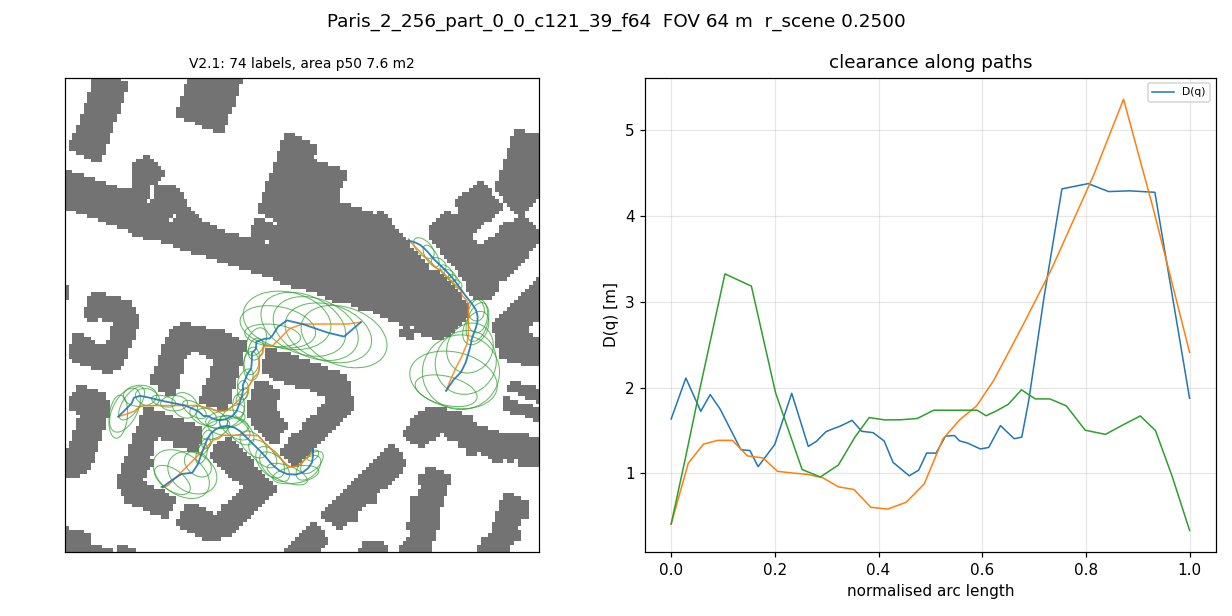 Paris_2_256_part_0_0_c121_39_f64  FOV 64 m  r_scene 0.2500
V2.1: 74 labels, area p50 7.6 m2
clearance along paths
D(q)
D(q) [m]
5
4
3
2
1
0.0 0.2 0.4 0.6 0.8 1.0
normalised arc length